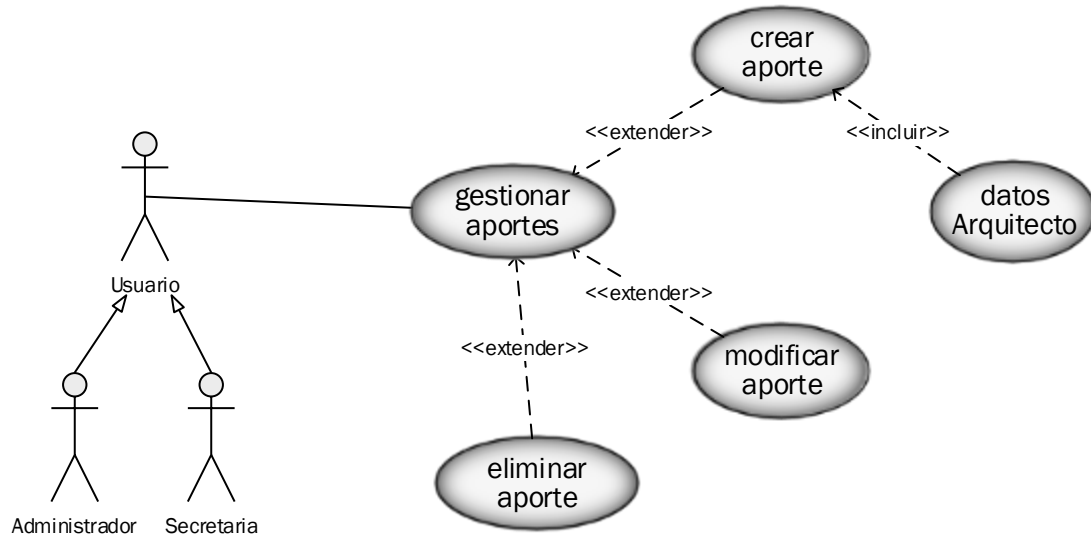 crear
aporte
<<extender>>
<<incluir>>
gestionar
aportes
datos
Arquitecto
Usuario
<<extender>>
<<extender>>
modificar
aporte
eliminar
aporte
Administrador
Secretaria